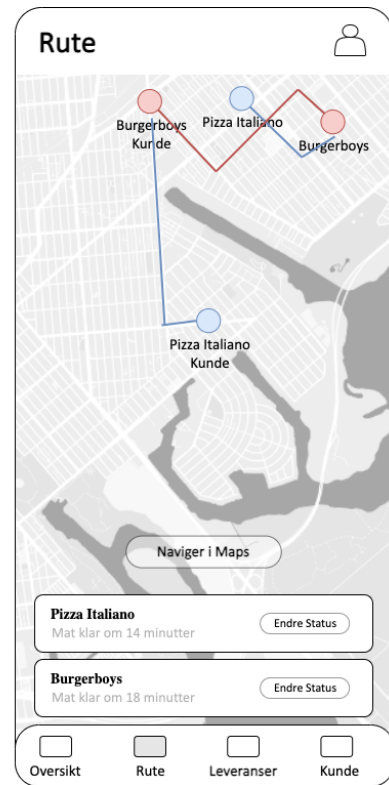 Rute
Burgerboys
Kunde
Pizza Italiano
Burgerboys
Pizza Italiano
Kunde
Naviger i Maps
Pizza Italiano
Mat klar om 14 minutter
Endre Status
Burgerboys
Mat klar om 18 minutter
Endre Status
Oversikt
Rute
Leveranser
Kunde